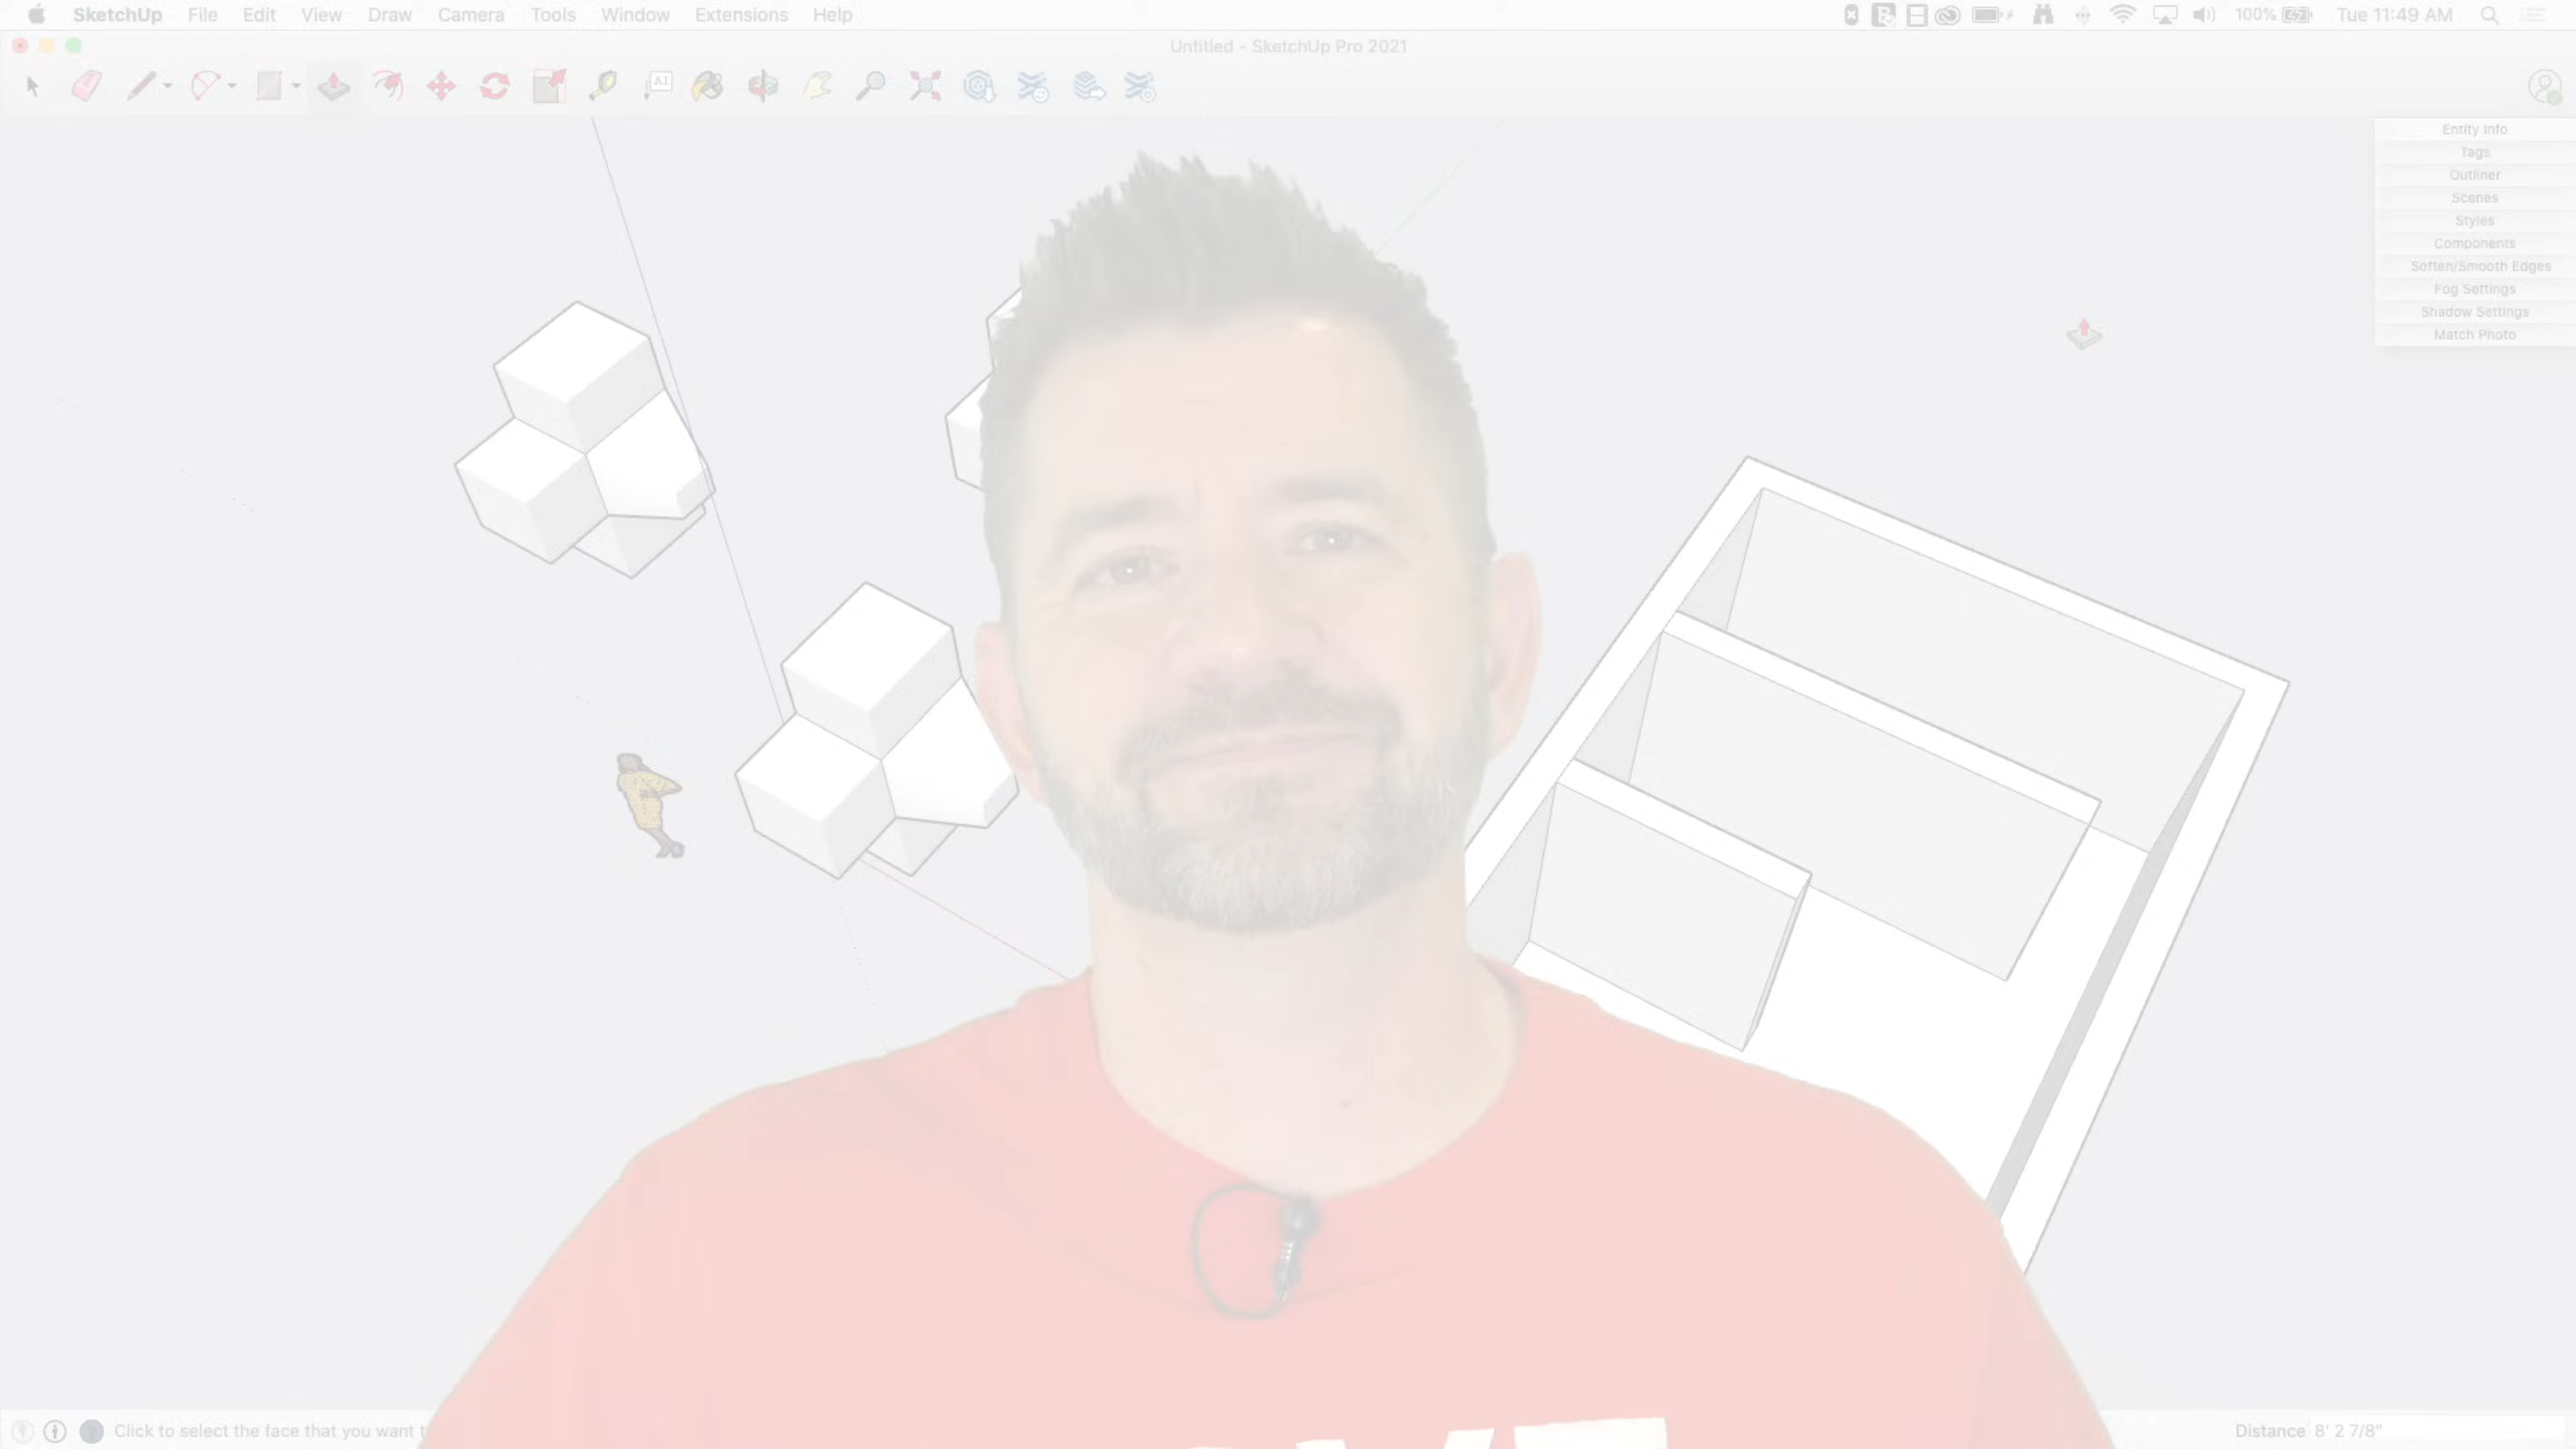 SketchUp File Edit View Draw Camera Tools Window Extensions Help 100% Tue 11:49 AM
Untitled - SketchUp Pro 2021
A1
Entity Info
Tags
Outliner
Scenes
Styles
Components
Soften/Smooth Edges
Fog Settings
Shadow Settings
Match Photo
Click to select the face that you want
Distance 8' 2 7/8"